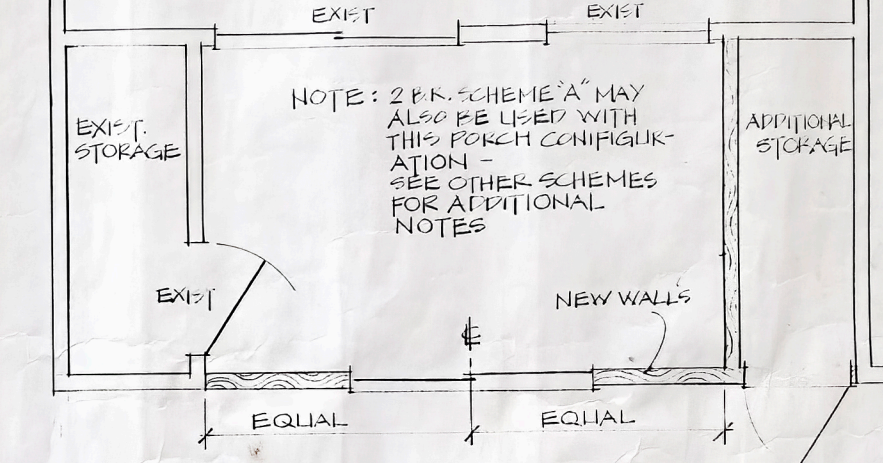 EXIST
EXIST
NOTE: 2 B.R. SCHEME "A" MAY
ALSO BE USED WITH
THIS PORCH CONIFIGUR-
ATION -
SEE OTHER SCHEMES
FOR ADDITIONAL
NOTES
EXIST.
STORAGE
ADDITIONAL
STORAGE
EXIST
NEW WALLS
℄
EQUAL
EQUAL